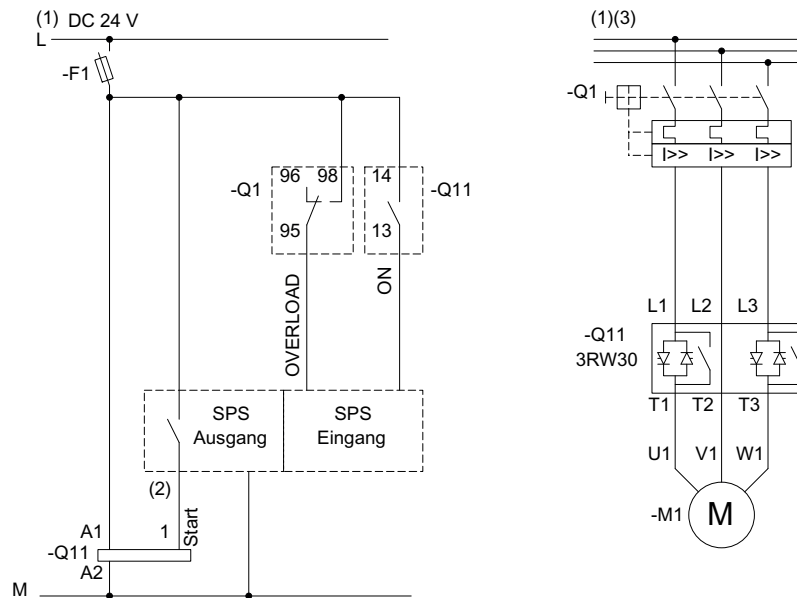 (1) DC 24 V
L
-F1
-Q1
96 98
95
14
13
-Q11
OVERLOAD
ON
SPS
Ausgang
SPS
Eingang
(2)
A1
1
Start
-Q11
A2
M
(1)(3)
-Q1
I>> I>> I>>
L1 L2 L3
-Q11
3RW30
T1 T2 T3
U1 V1 W1
-M1
M